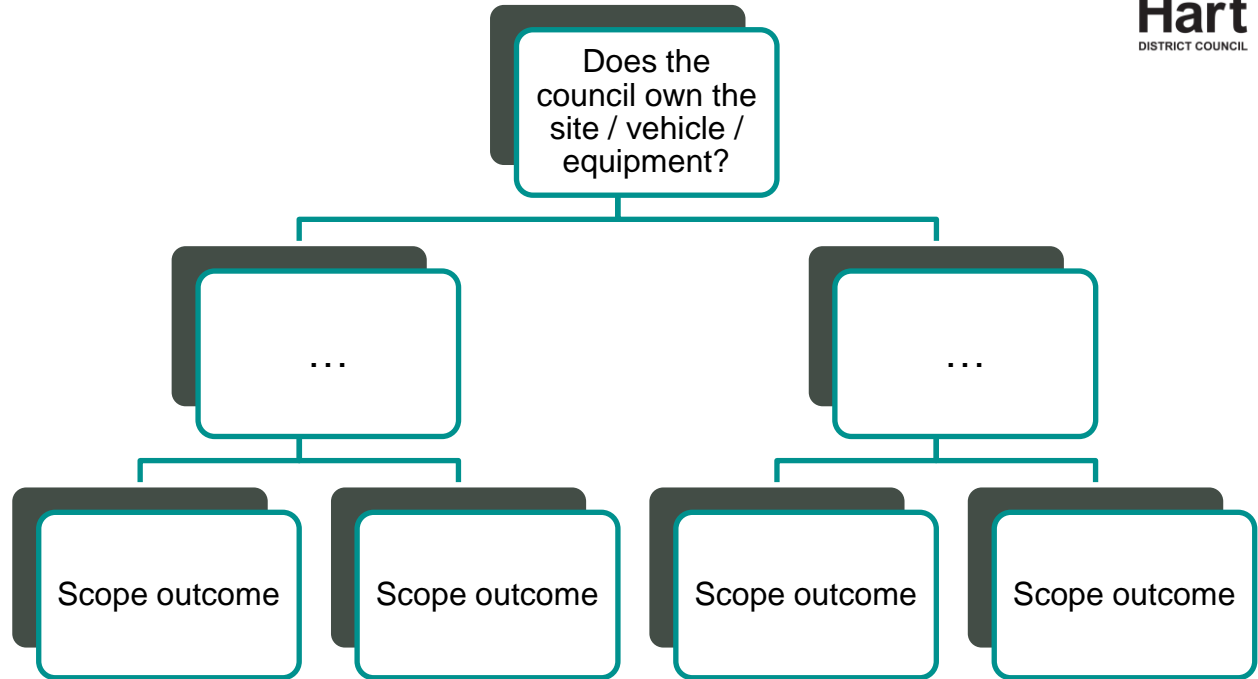 Hart
DISTRICT COUNCIL
Does the
council own the
site / vehicle /
equipment?
...
...
Scope outcome
Scope outcome
Scope outcome
Scope outcome